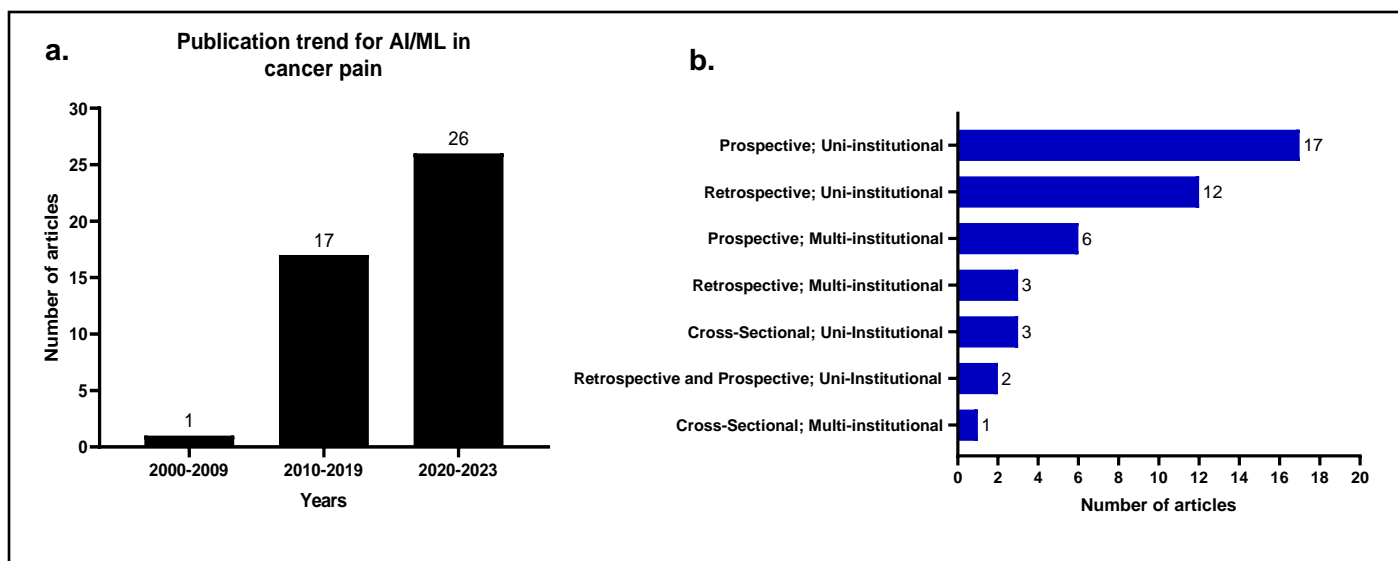 a.
Publication trend for AI/ML in
cancer pain
30
25
20
15
10
5
0
1
17
26
2000-2009
2010-2019
2020-2023
Number of articles
Years
b.
Prospective; Uni-institutional
17
Retrospective; Uni-institutional
12
Prospective; Multi-institutional
6
Retrospective; Multi-institutional
3
Cross-Sectional; Uni-Institutional
3
Retrospective and Prospective; Uni-Institutional
2
Cross-Sectional; Multi-institutional
1
0 2 4 6 8 10 12 14 16 18 20
Number of articles